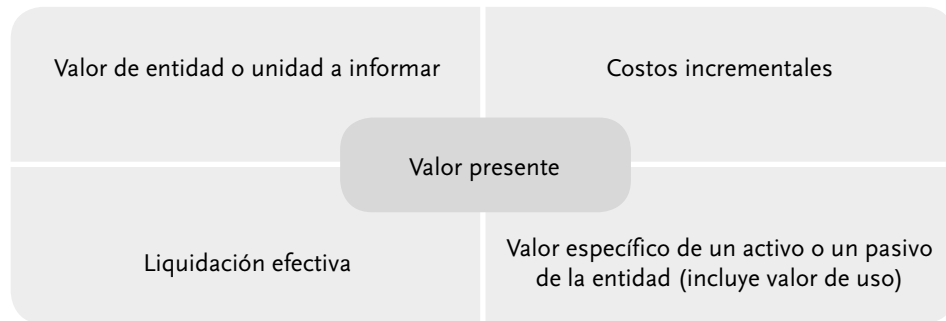 Valor de entidad o unidad a informar
Costos incrementales
Valor presente
Liquidación efectiva
Valor específico de un activo o un pasivo
de la entidad (incluye valor de uso)